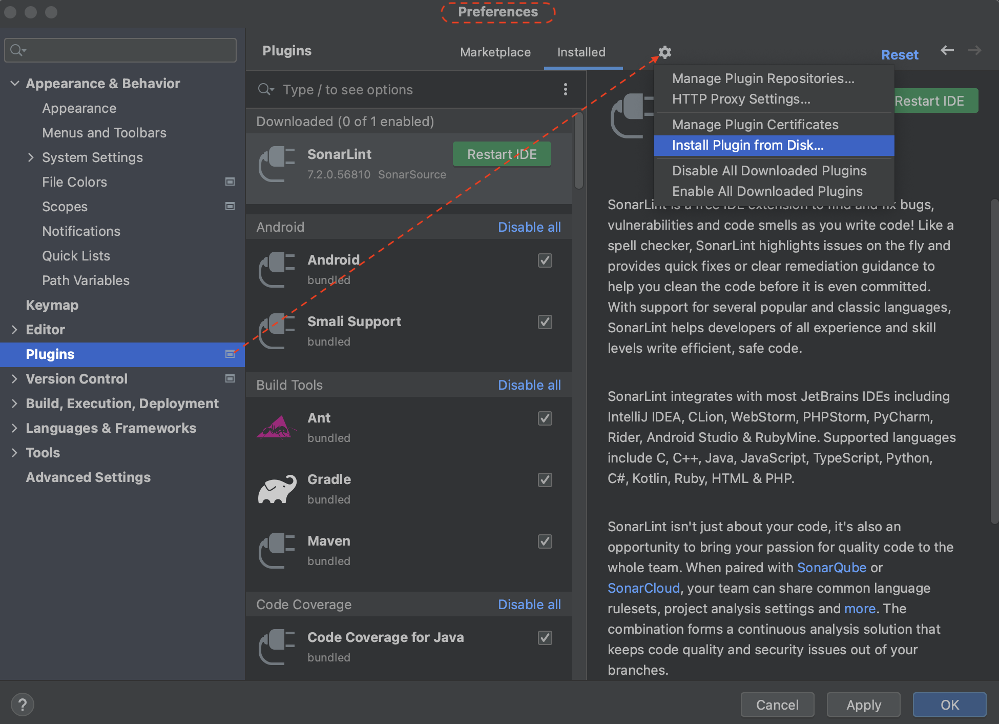 Preferences
Appearance & Behavior
Appearance
Menus and Toolbars
System Settings
File Colors
Scopes
Notifications
Quick Lists
Path Variables
Keymap
Editor
Plugins
Version Control
Build, Execution, Deployment
Languages & Frameworks
Tools
Advanced Settings
Plugins
Marketplace
Installed
Reset
Type / to see options
Downloaded (0 of 1 enabled)
SonarLint
Restart IDE
7.2.0.56810 SonarSource
Android
Disable all
Android
bundled
Smali Support
bundled
Build Tools
Disable all
Ant
bundled
Gradle
bundled
Maven
bundled
Code Coverage
Disable all
Code Coverage for Java
bundled
Manage Plugin Repositories...
HTTP Proxy Settings...
Manage Plugin Certificates
Install Plugin from Disk...
Disable All Downloaded Plugins
Enable All Downloaded Plugins
Restart IDE
SonarLint is a free IDE extension to find and fix bugs,
vulnerabilities and code smells as you write code! Like a
spell checker, SonarLint highlights issues on the fly and
provides quick fixes or clear remediation guidance to
help you clean the code before it is even committed.
With support for several popular and classic languages,
SonarLint helps developers of all experience and skill
levels write efficient, safe code.
SonarLint integrates with most JetBrains IDEs including
IntelliJ IDEA, CLion, WebStorm, PHPStorm, PyCharm,
Rider, Android Studio & RubyMine. Supported languages
include C, C++, Java, JavaScript, TypeScript, Python,
C#, Kotlin, Ruby, HTML & PHP.
SonarLint isn't just about your code, it's also an
opportunity to bring your passion for quality code to the
whole team. When paired with SonarQube or
SonarCloud, your team can share common language
rulesets, project analysis settings and more. The
combination forms a continuous analysis solution that
keeps code quality and security issues out of your
branches.
?
Cancel
Apply
OK